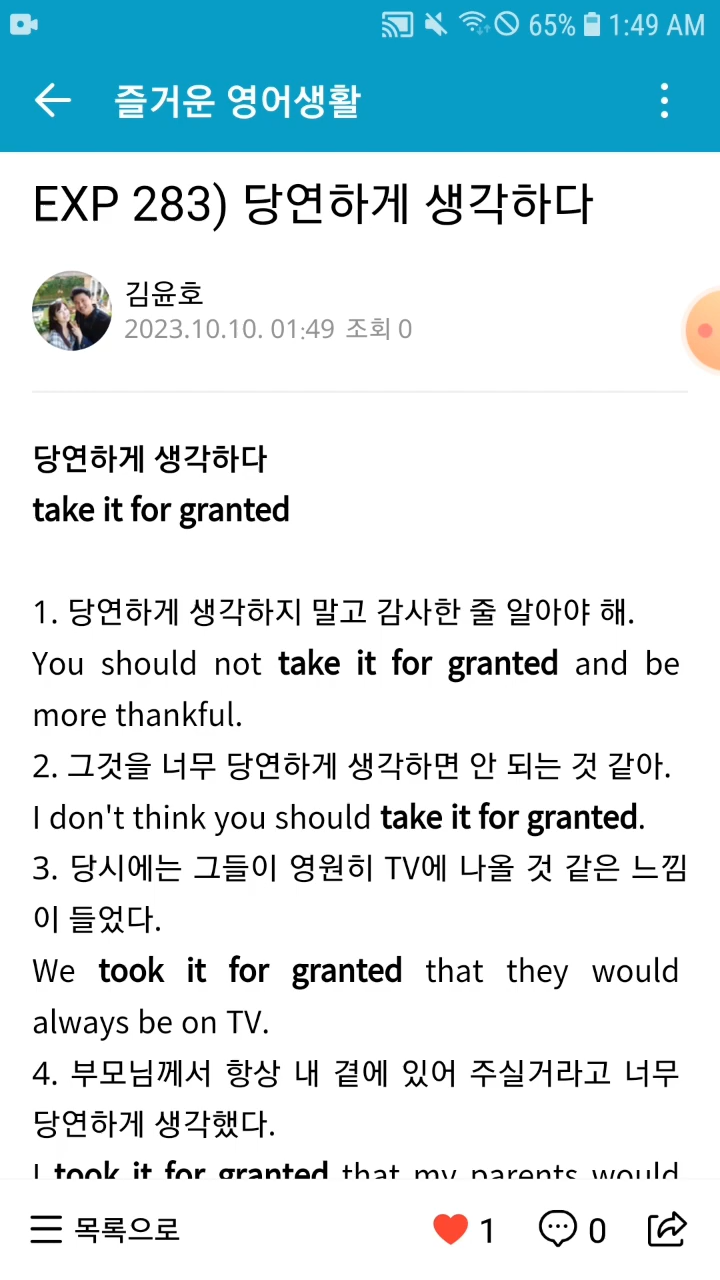 65% 1:49 AM
즐거운 영어생활
EXP 283) 당연하게 생각하다
김윤호
2023.10.10. 01:49 조회 0
당연하게 생각하다
take it for granted
1. 당연하게 생각하지 말고 감사한 줄 알아야 해.
You should not take it for granted and be
more thankful.
2. 그것을 너무 당연하게 생각하면 안 되는 것 같아.
I don't think you should take it for granted.
3. 당시에는 그들이 영원히 TV에 나올 것 같은 느낌
이 들었다.
We took it for granted that they would
always be on TV.
4. 부모님께서 항상 내 곁에 있어 주실거라고 너무
당연하게 생각했다.
I took it for granted that my parents would
목록으로 1 0